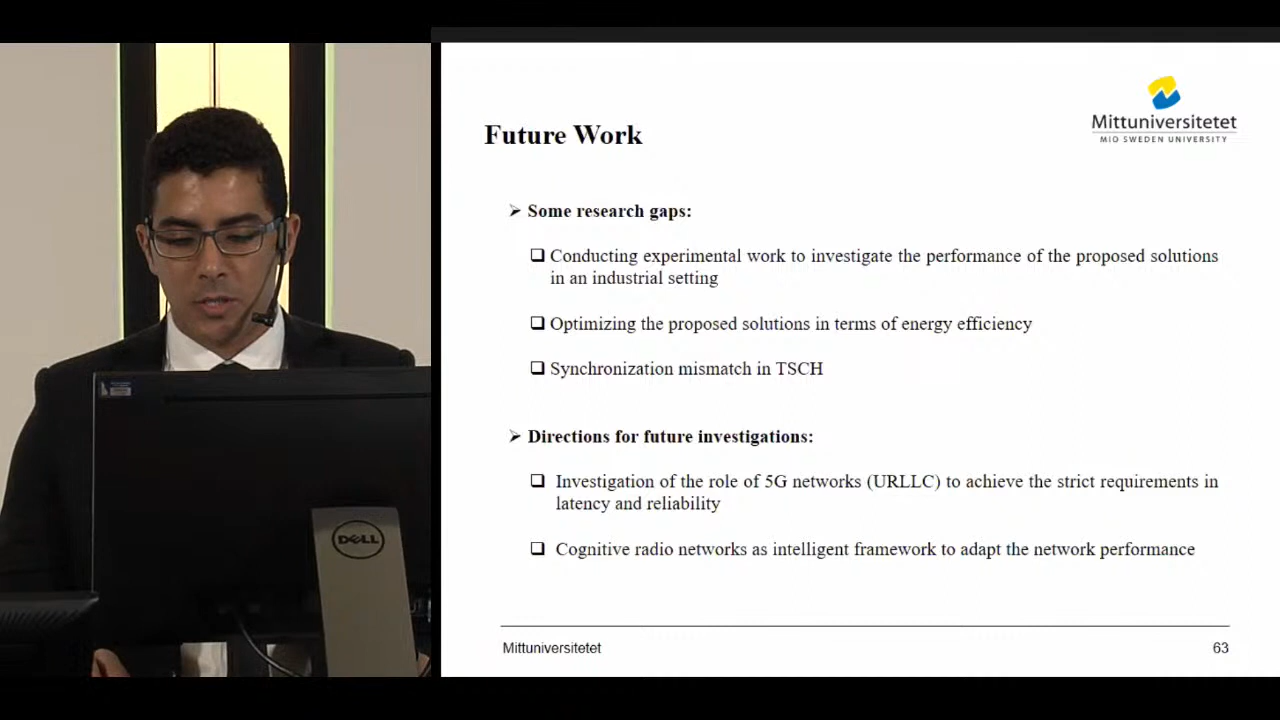 Mittuniversitetet
MID SWEDEN UNIVERSITY
Future Work
Some research gaps:
Conducting experimental work to investigate the performance of the proposed solutions
in an industrial setting
Optimizing the proposed solutions in terms of energy efficiency
Synchronization mismatch in TSCH
Directions for future investigations:
Investigation of the role of 5G networks (URLLC) to achieve the strict requirements in
latency and reliability
Cognitive radio networks as intelligent framework to adapt the network performance
Mittuniversitetet
63
DELL